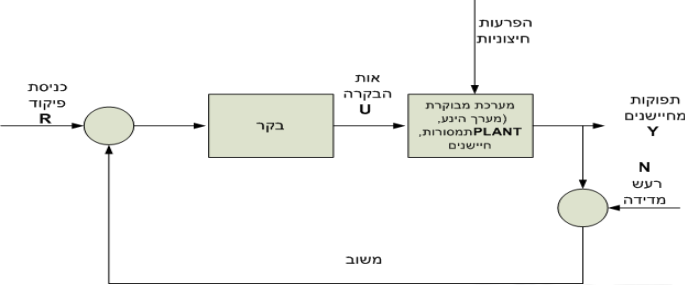 הפרעות
חיצוניות
כניסת
פיקוד
R
בקר
אות
הבקרה
U
מערכת מבוקרת
(מערך הינע,
PLANTתמסורות,
חיישנים
תפוקות
מחיישנים
Y
N
רעש
מדידה
משוב